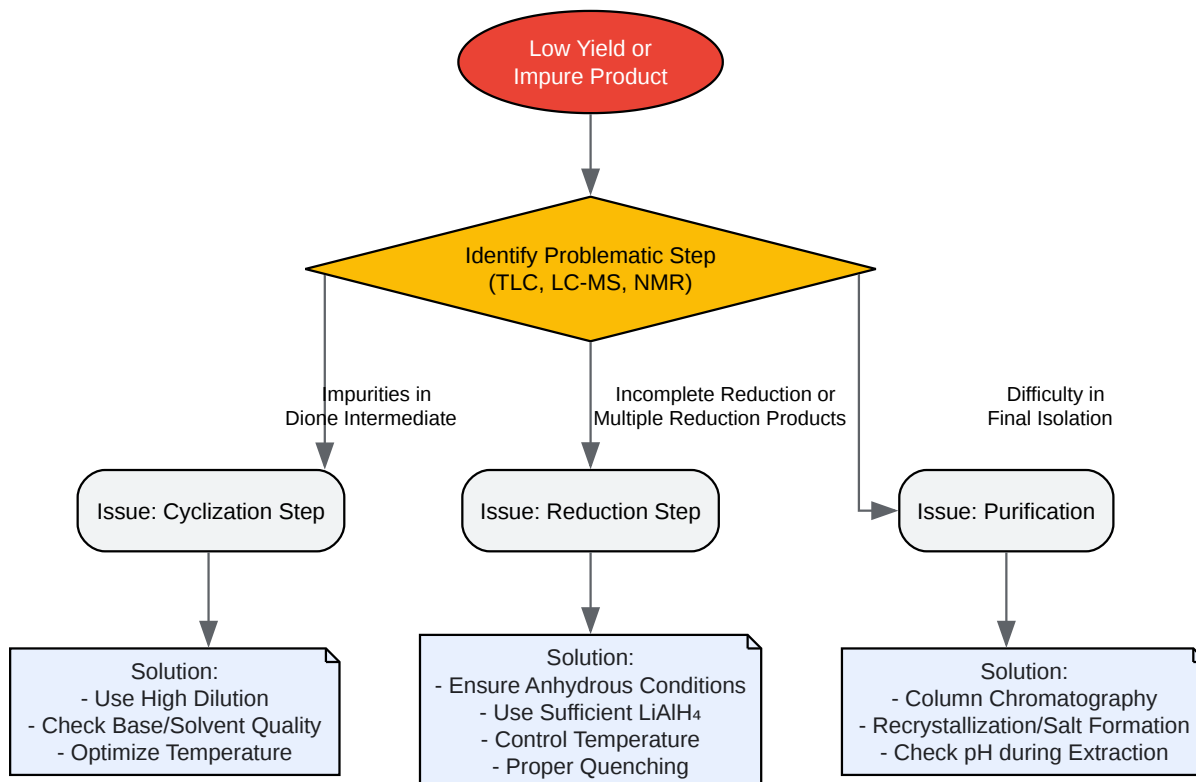 Low Yield or
Impure Product
Identify Problematic Step
(TLC, LC-MS, NMR)
Impurities in
Dione Intermediate
Incomplete Reduction or
Multiple Reduction Products
Difficulty in
Final Isolation
Issue: Cyclization Step
Issue: Reduction Step
Issue: Purification
Solution:
- Use High Dilution
- Check Base/Solvent Quality
- Optimize Temperature
Solution:
- Ensure Anhydrous Conditions
- Use Sufficient LiAlH₄
- Control Temperature
- Proper Quenching
Solution:
- Column Chromatography
- Recrystallization/Salt Formation
- Check pH during Extraction